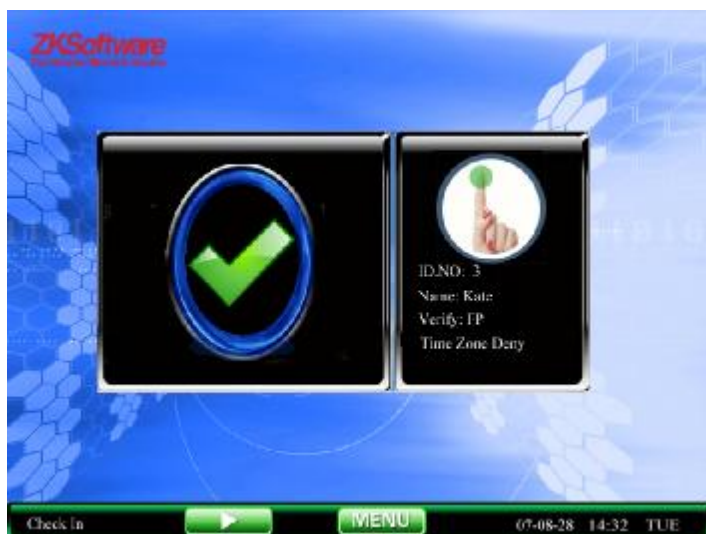 ZKSoftware
ID.NO: 3
Name: Kate
Verify: FP
Time Zone Deny
Check In
MENU
07-08-28 14:32 TUE